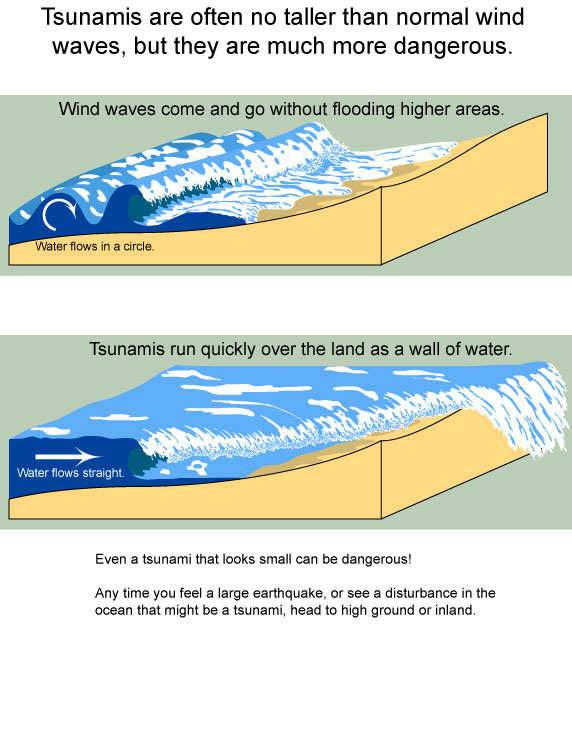 Tsunamis are often no taller than normal wind
waves, but they are much more dangerous.
Wind waves come and go without flooding higher areas.
Water flows in a circle.
Tsunamis run quickly over the land as a wall of water.
Water flows straight.
Even a tsunami that looks small can be dangerous!
Any time you feel a large earthquake, or see a disturbance in the
ocean that might be a tsunami, head to high ground or inland.